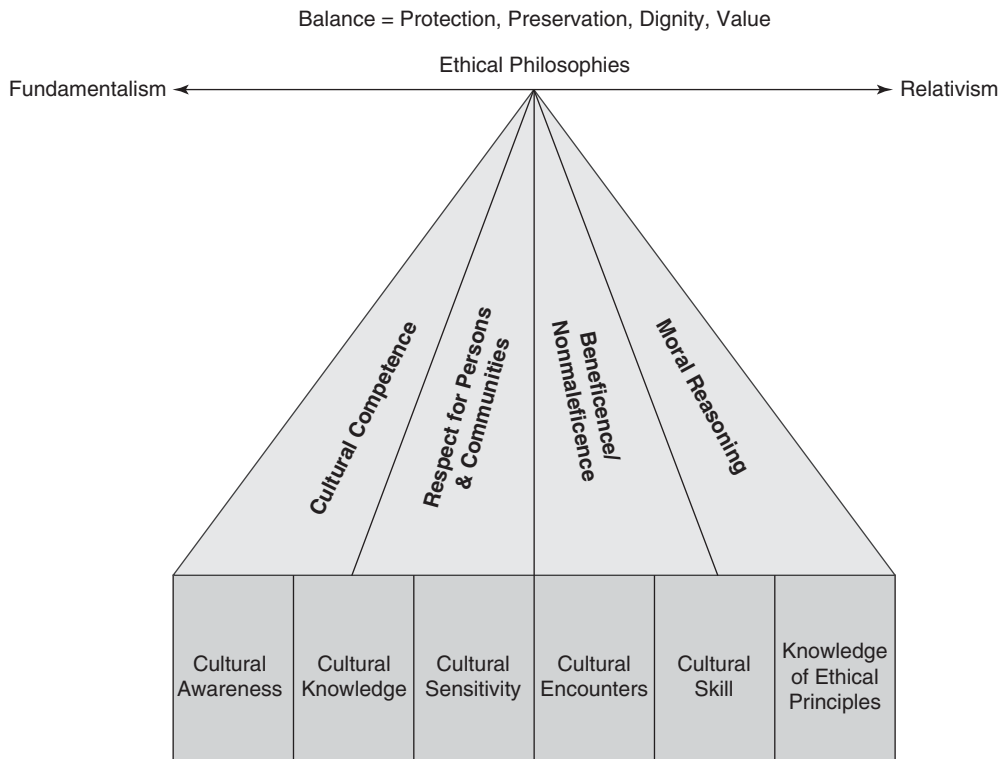 Balance = Protection, Preservation, Dignity, Value
Ethical Philosophies
Fundamentalism
Relativism
Cultural Competence
Respect for Persons
& Communities
Beneficence/
Nonmaleficence
Moral Reasoning
Cultural
Awareness
Cultural
Knowledge
Cultural
Sensitivity
Cultural
Encounters
Cultural
Skill
Knowledge
of Ethical
Principles